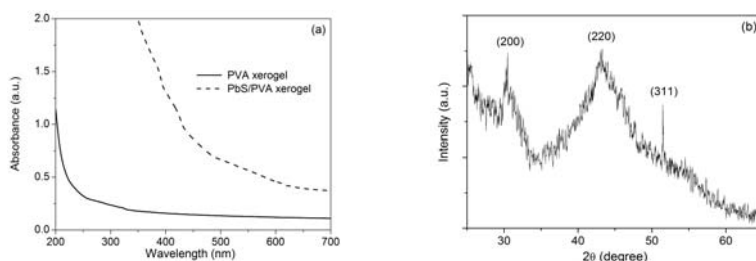 2.0
1.5
1.0
0.5
0.0
200 300 400 500 600 700
Absorbance (a.u.)
Wavelength (nm)
(a)
PVA xerogel
PbS/PVA xerogel
(b)
(200)
(220)
(311)
Intensity (a.u.)
30 40 50 60
2θ (degree)